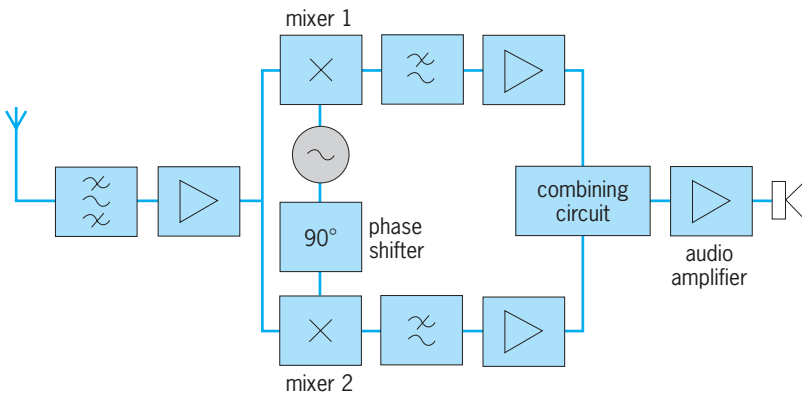 mixer 1
90°
phase
shifter
combining
circuit
audio
amplifier
mixer 2